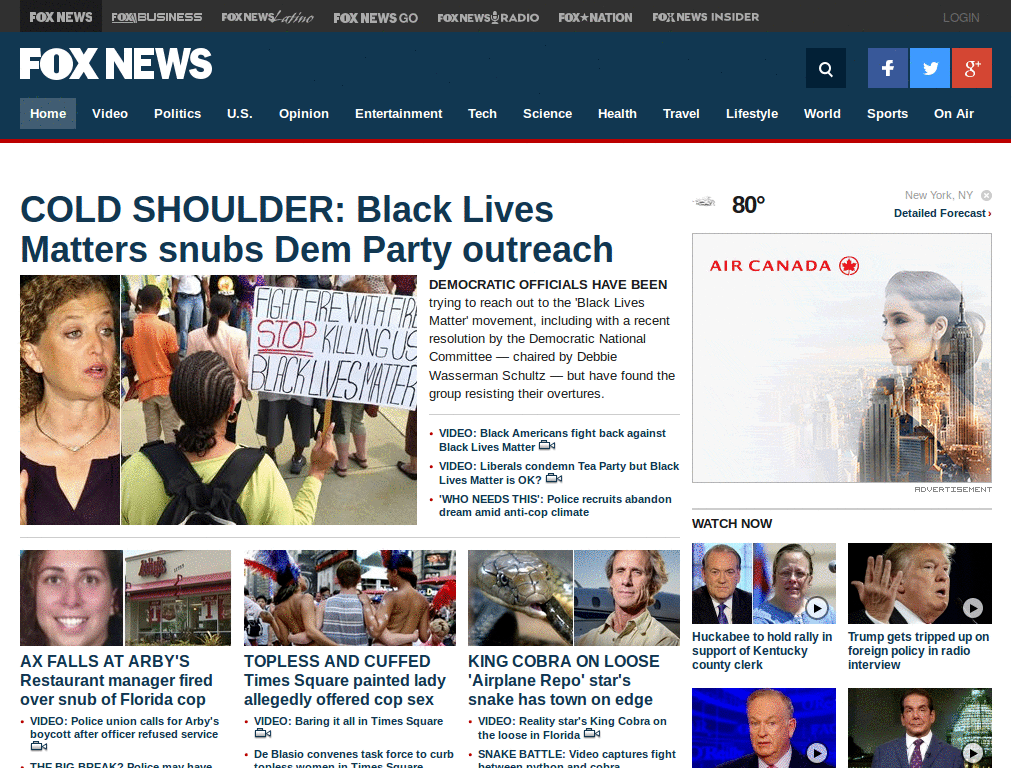 FOX NEWS FOX BUSINESS FOX NEWS Latino FOX NEWS GO FOX NEWS RADIO FOX NATION FOX NEWS INSIDER LOGIN
FOX NEWS
Home Video Politics U.S. Opinion Entertainment Tech Science Health Travel Lifestyle World Sports On Air
COLD SHOULDER: Black Lives
Matters snubs Dem Party outreach
FIGHT FIRE WITH FIRE
STOP KILLING US
BLACK LIVES MATTER
DEMOCRATIC OFFICIALS HAVE BEEN
trying to reach out to the 'Black Lives
Matter' movement, including with a recent
resolution by the Democratic National
Committee — chaired by Debbie
Wasserman Schultz — but have found the
group resisting their overtures.
• VIDEO: Black Americans fight back against
Black Lives Matter
• VIDEO: Liberals condemn Tea Party but Black
Lives Matter is OK?
• 'WHO NEEDS THIS': Police recruits abandon
dream amid anti-cop climate
80°
New York, NY
Detailed Forecast ›
AIR CANADA
ADVERTISEMENT
WATCH NOW
Huckabee to hold rally in
support of Kentucky
county clerk
Trump gets tripped up on
foreign policy in radio
interview
Arby's
AX FALLS AT ARBY'S
Restaurant manager fired
over snub of Florida cop
• VIDEO: Police union calls for Arby's
boycott after officer refused service
• THE BIG BREAK? Police may have
TOPLESS AND CUFFED
Times Square painted lady
allegedly offered cop sex
• VIDEO: Baring it all in Times Square
• De Blasio convenes task force to curb
topless women in Times Square
KING COBRA ON LOOSE
'Airplane Repo' star's
snake has town on edge
• VIDEO: Reality star's King Cobra on
the loose in Florida
• SNAKE BATTLE: Video captures fight
between python and cobra